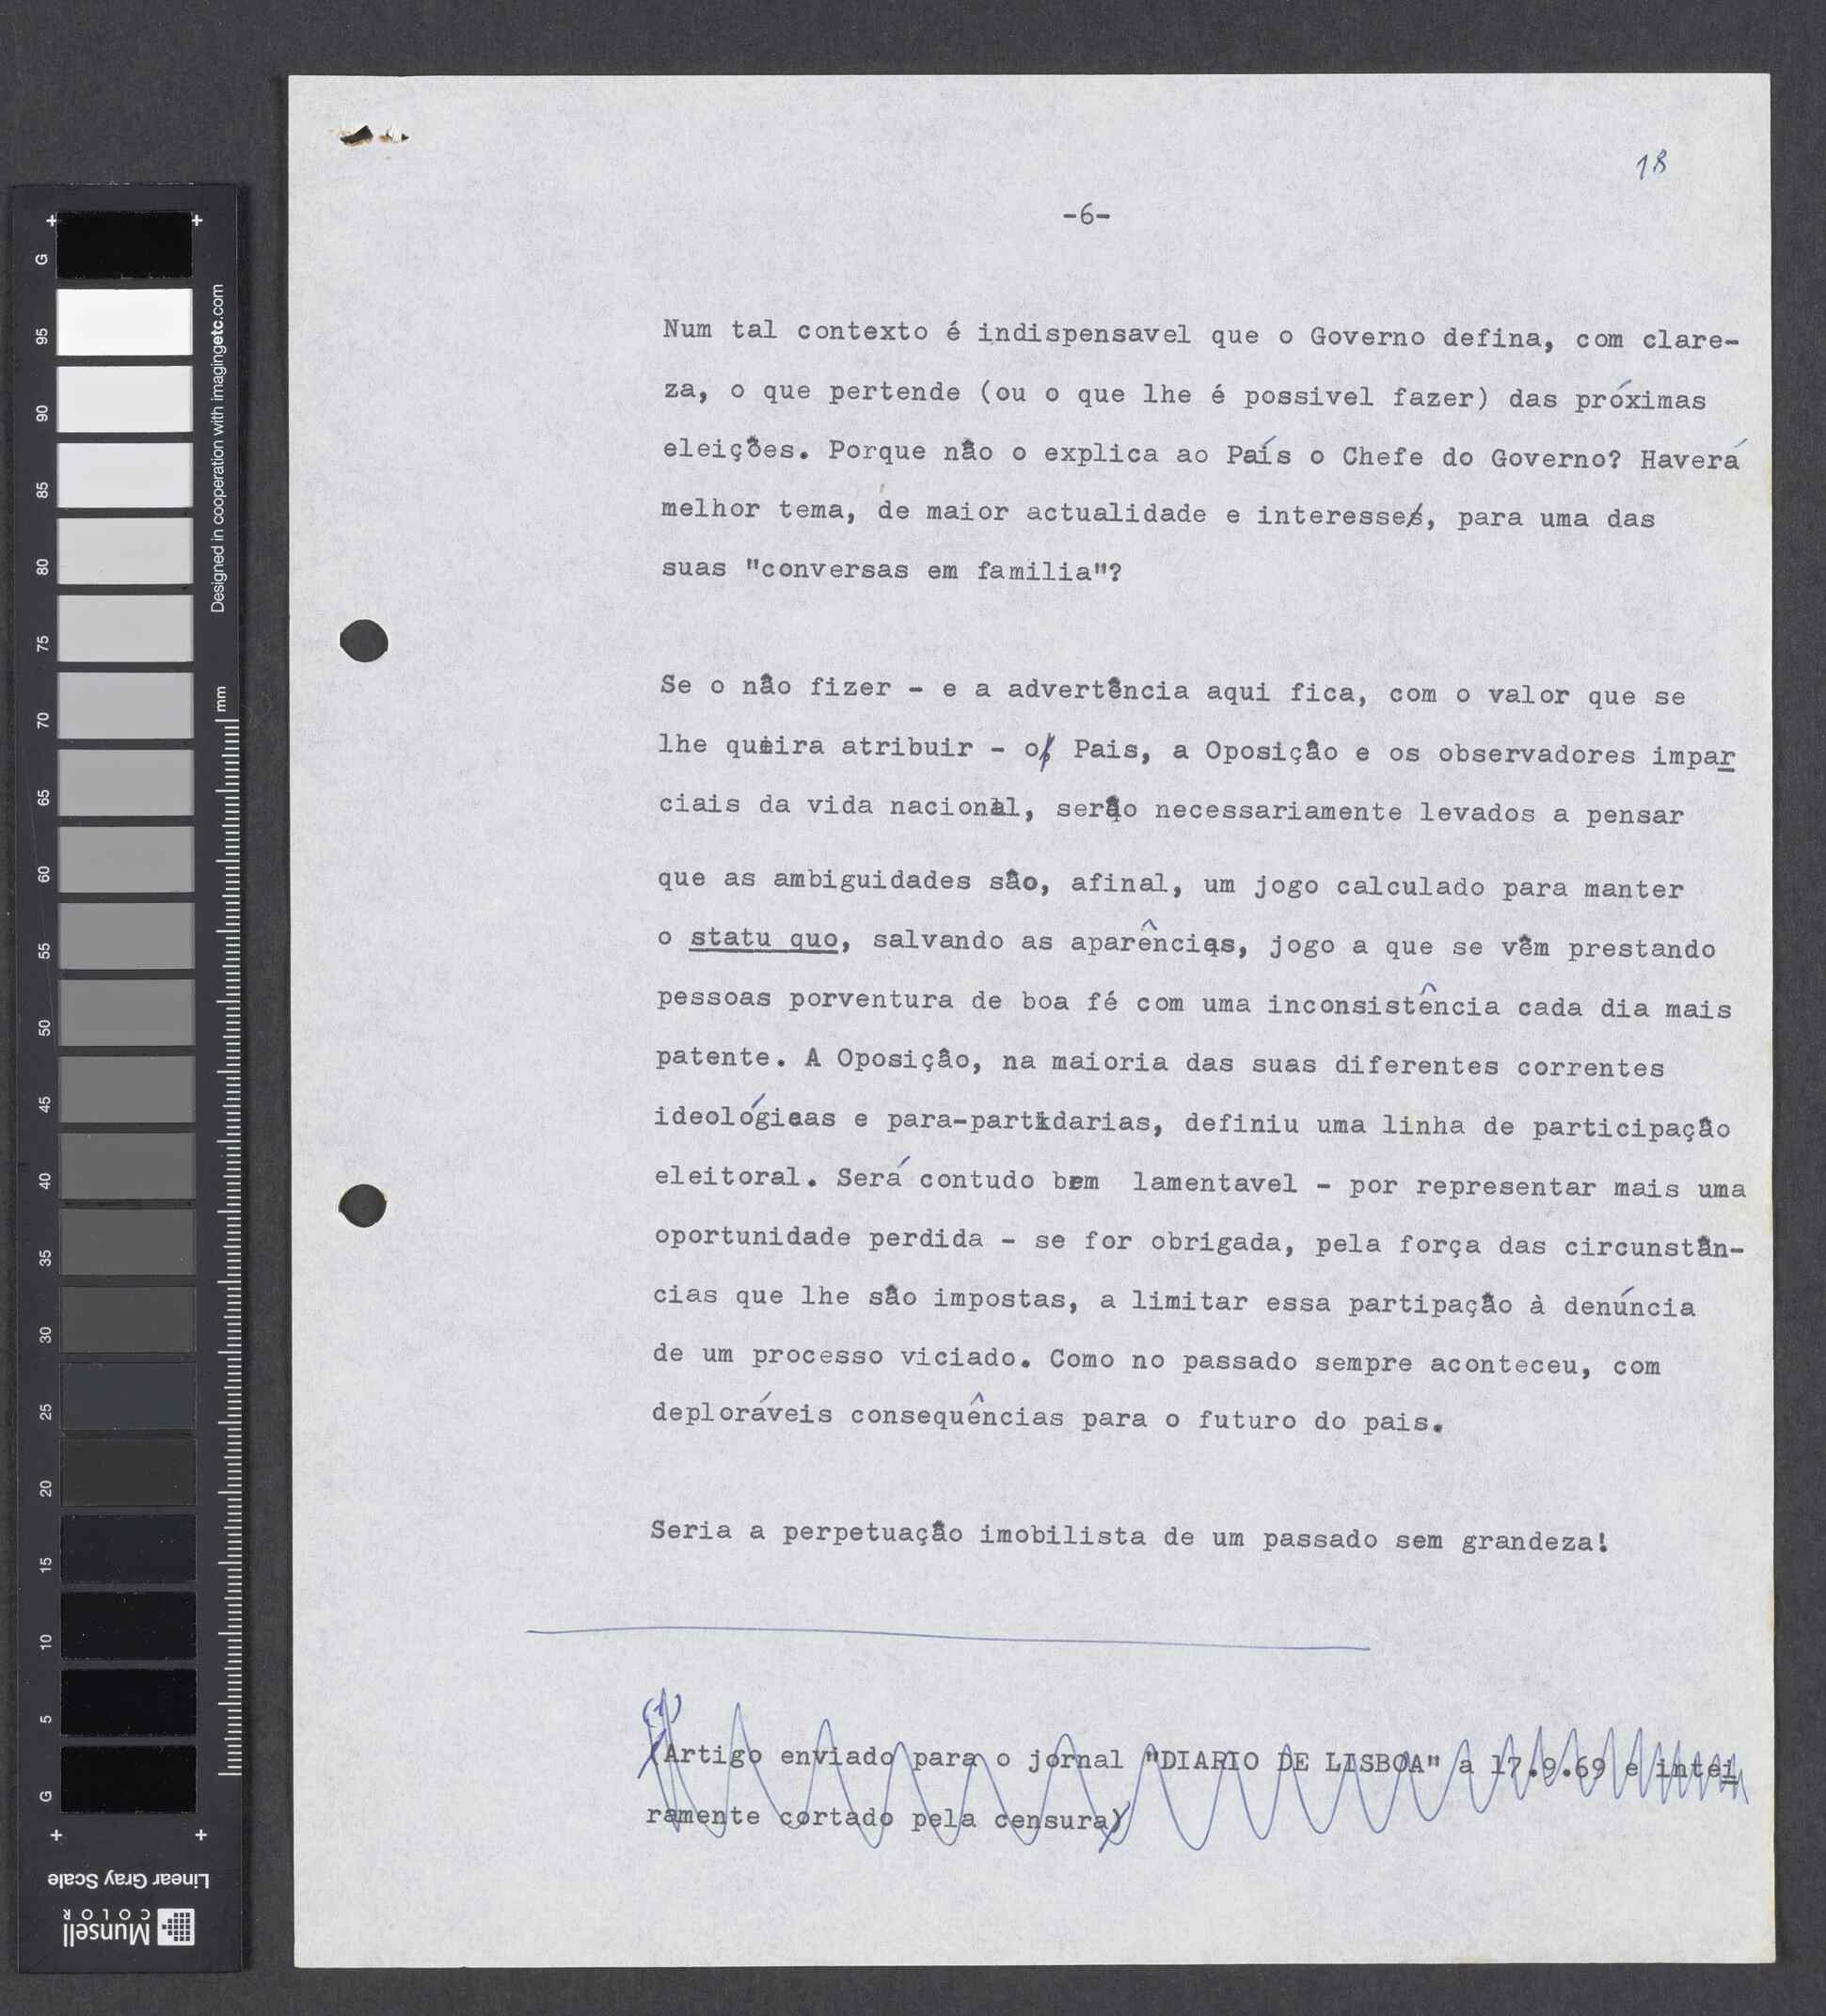 18
-6-
Num tal contexto é indispensavel que o Governo defina, com clare-
za, o que pertende (ou o que lhe é possivel fazer) das próximas
eleições. Porque não o explica ao País o Chefe do Governo? Haverá
melhor tema, de maior actualidade e interesse, para uma das
suas "conversas em familia"?
Se o não fizer - e a advertência aqui fica, com o valor que se
lhe queira atribuir - o Pais, a Oposição e os observadores impar
ciais da vida nacional, serão necessariamente levados a pensar
que as ambiguidades são, afinal, um jogo calculado para manter
o statu quo, salvando as aparências, jogo a que se vêm prestando
pessoas porventura de boa fé com uma inconsistência cada dia mais
patente. A Oposição, na maioria das suas diferentes correntes
ideológicas e para-partidarias, definiu uma linha de participação
eleitoral. Será contudo bem lamentavel - por representar mais uma
oportunidade perdida - se for obrigada, pela força das circunstân-
cias que lhe são impostas, a limitar essa partipação à denúncia
de um processo viciado. Como no passado sempre aconteceu, com
deploráveis consequências para o futuro do pais.
Seria a perpetuação imobilista de um passado sem grandeza!
(1)
(Artigo enviado para o jornal "DIARIO DE LISBOA" a 17.9.69 e intei
ramente cortado pela censura)
G
95
90
85
80
75
70
65
60
55
50
45
40
35
30
25
20
15
10
5
G
Designed in cooperation with imagingetc.com
mm
Linear Gray Scale
Munsell
COLOR